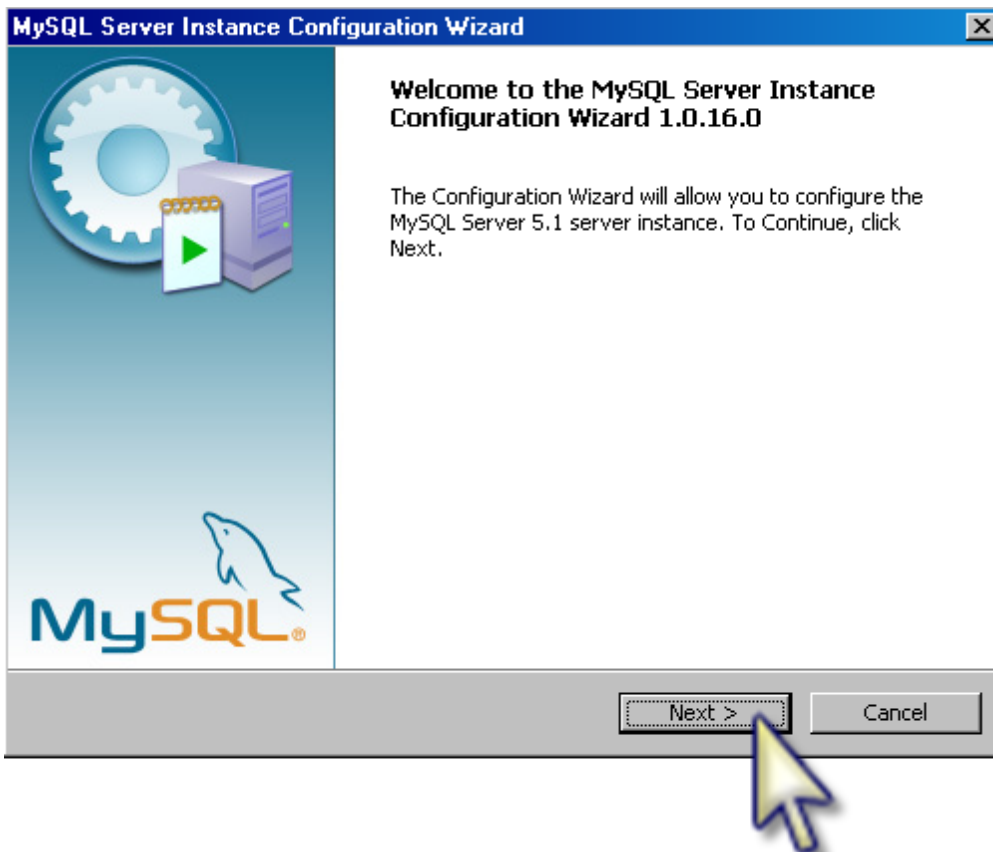 MySQL Server Instance Configuration Wizard
Welcome to the MySQL Server Instance
Configuration Wizard 1.0.16.0
The Configuration Wizard will allow you to configure the
MySQL Server 5.1 server instance. To Continue, click
Next.
MySQL®
Next >
Cancel